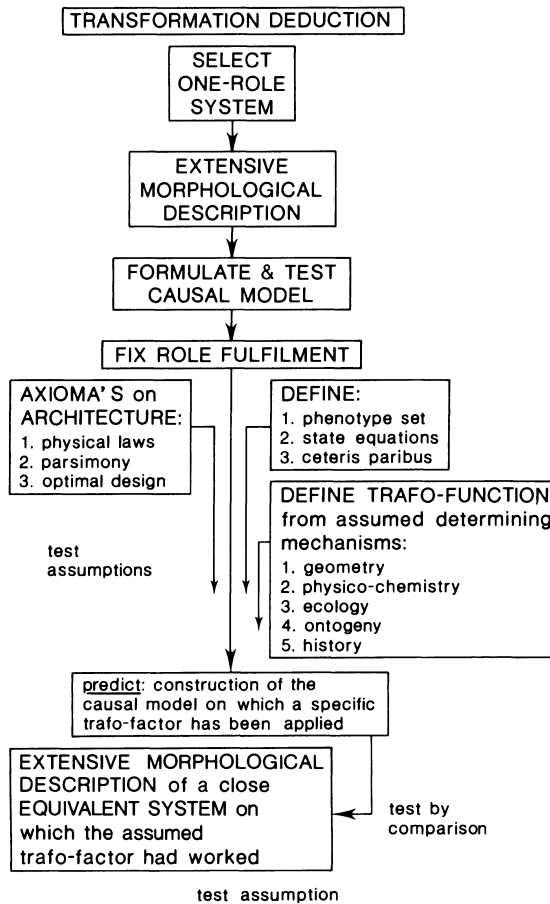 TRANSFORMATION DEDUCTION
SELECT
ONE-ROLE
SYSTEM
EXTENSIVE
MORPHOLOGICAL
DESCRIPTION
FORMULATE & TEST
CAUSAL MODEL
FIX ROLE FULFILMENT
AXIOMA'S on
ARCHITECTURE:
1. physical laws
2. parsimony
3. optimal design
DEFINE:
1. phenotype set
2. state equations
3. ceteris paribus
test
assumptions
DEFINE TRAFO-FUNCTION
from assumed determining
mechanisms:
1. geometry
2. physico-chemistry
3. ecology
4. ontogeny
5. history
predict: construction of the
causal model on which a specific
trafo-factor has been applied
EXTENSIVE MORPHOLOGICAL
DESCRIPTION of a close
EQUIVALENT SYSTEM on
which the assumed
trafo-factor had worked
test by
comparison
test assumption